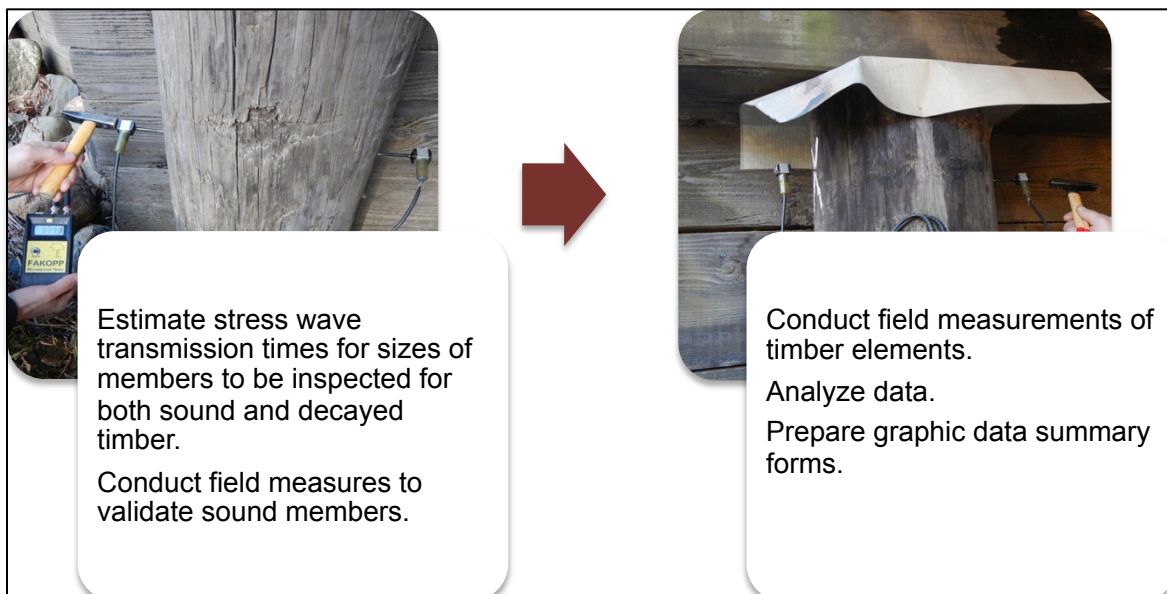 FAKOPP
Estimate stress wave
transmission times for sizes of
members to be inspected for
both sound and decayed
timber.
Conduct field measures to
validate sound members.
Conduct field measurements of
timber elements.
Analyze data.
Prepare graphic data summary
forms.